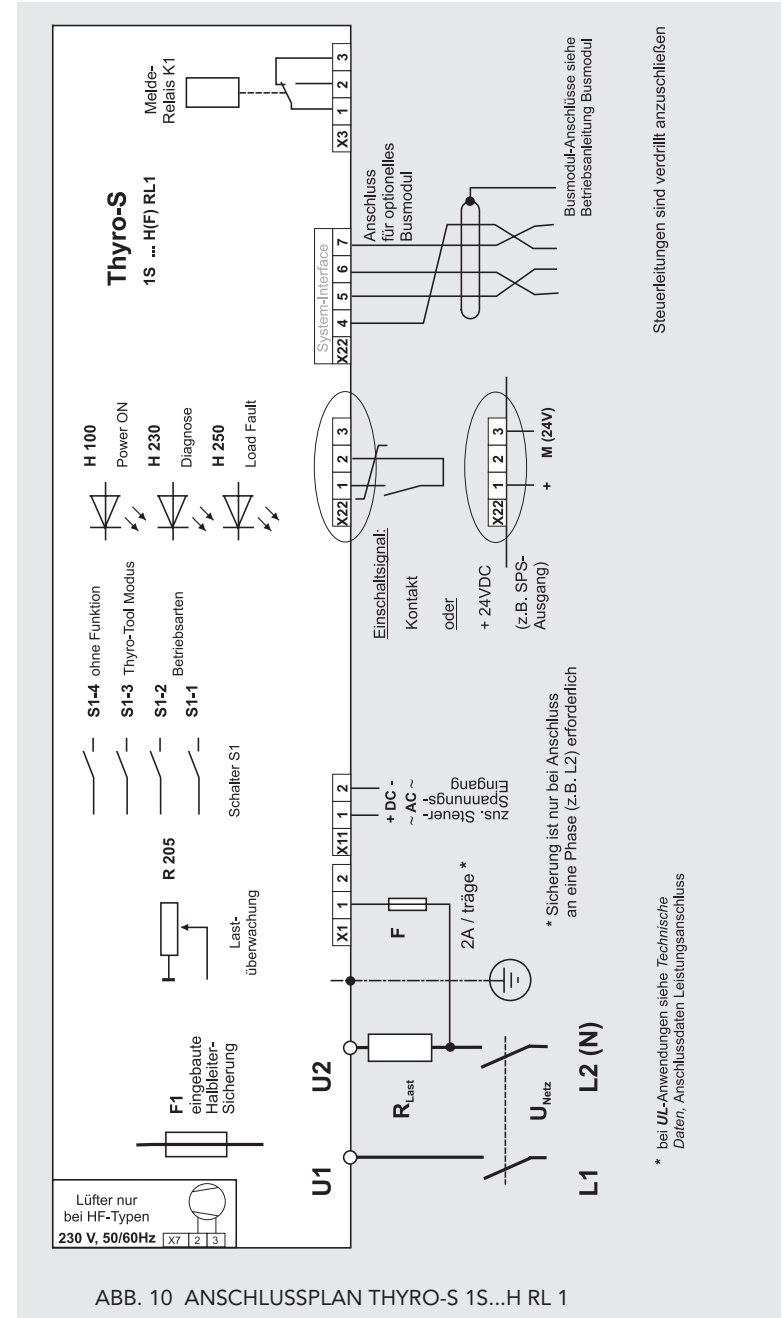 Lüfter nur
bei HF-Typen
230 V, 50/60Hz
X7 2 3
F1
eingebaute
Halbleiter-
Sicherung
R 205
Last-
überwachung
S1-4 ohne Funktion
S1-3 Thyro-Tool Modus
S1-2 Betriebsarten
S1-1
Schalter S1
H 100
Power ON
H 230
Diagnose
H 250
Load Fault
Thyro-S
1S ... H(F) RL1
Melde-
Relais K1
U1
U2
X1 1 2
X11 1 2
X22 1 2 3
System-Interface
X22 4 5 6 7
X3 1 2 3
RLast
F
2A / träge *
+ DC -
~ AC ~
zus. Steuer-
Spannungs-
eingang
UNetz
L1
L2 (N)
* Sicherung ist nur bei Anschluss
an eine Phase (z.B. L2) erforderlich
* bei UL-Anwendungen siehe Technische
Daten, Anschlussdaten Leistungsanschluss
Einschaltsignal:
Kontakt
oder
+ 24VDC
(z.B. SPS-
Ausgang)
X22 1 2 3
+ M (24V)
Anschluss
für optionelles
Busmodul
Busmodul-Anschlüsse siehe
Betriebsanleitung Busmodul
Steuerleitungen sind verdrillt anzuschließen
ABB. 10 ANSCHLUSSPLAN THYRO-S 1S...H RL 1